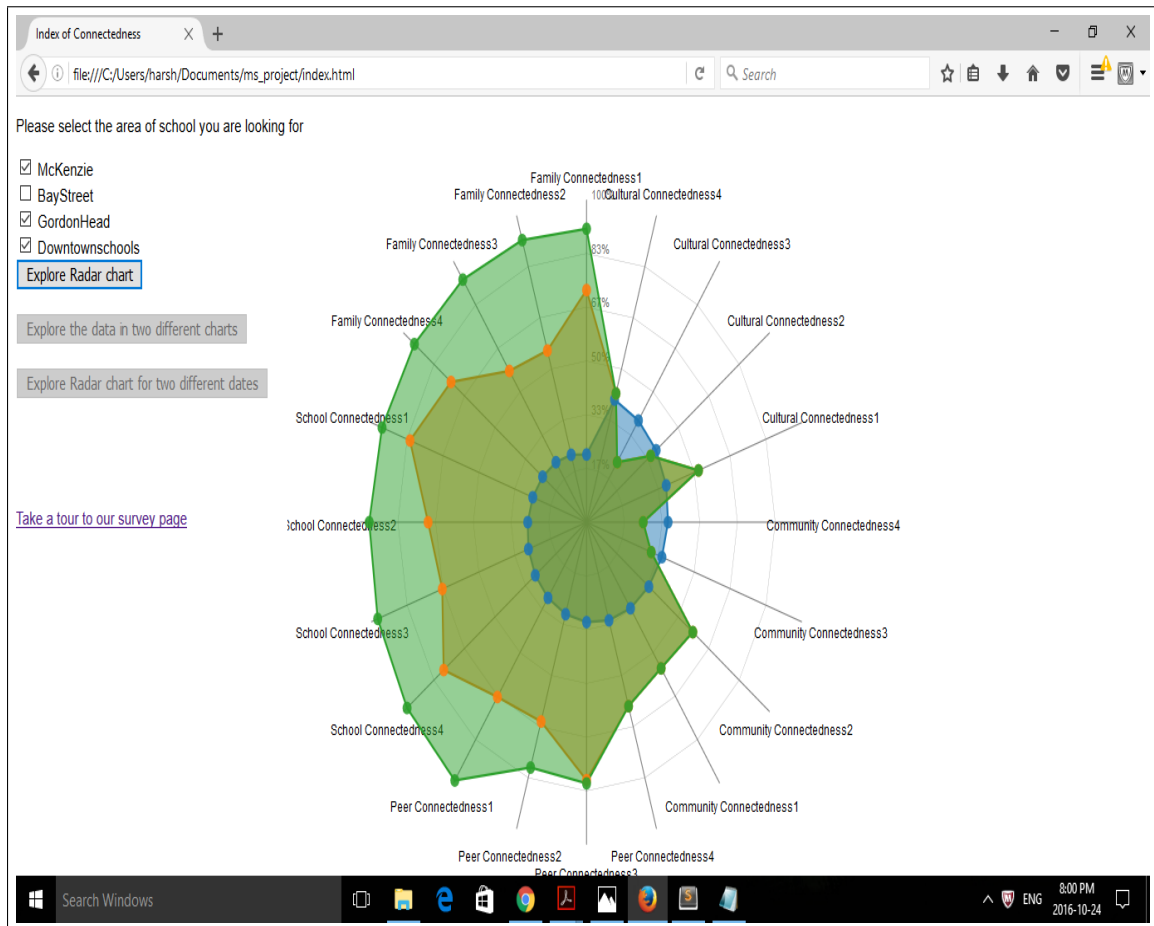 Index of Connectedness
file:///C:/Users/harsh/Documents/ms_project/index.html
Search
Please select the area of school you are looking for
McKenzie
BayStreet
GordonHead
Downtownschools
Explore Radar chart
Explore the data in two different charts
Explore Radar chart for two different dates
Take a tour to our survey page
Family Connectedness1
Family Connectedness2
100%
Cultural Connectedness4
Family Connectedness3
Cultural Connectedness3
83%
67%
Family Connectedness4
Cultural Connectedness2
50%
School Connectedness1
33%
Cultural Connectedness1
17%
School Connectedness2
Community Connectedness4
School Connectedness3
Community Connectedness3
School Connectedness4
Community Connectedness2
Peer Connectedness1
Community Connectedness1
Peer Connectedness2
Peer Connectedness4
Peer Connectedness3
Search Windows
ENG
8:00 PM
2016-10-24